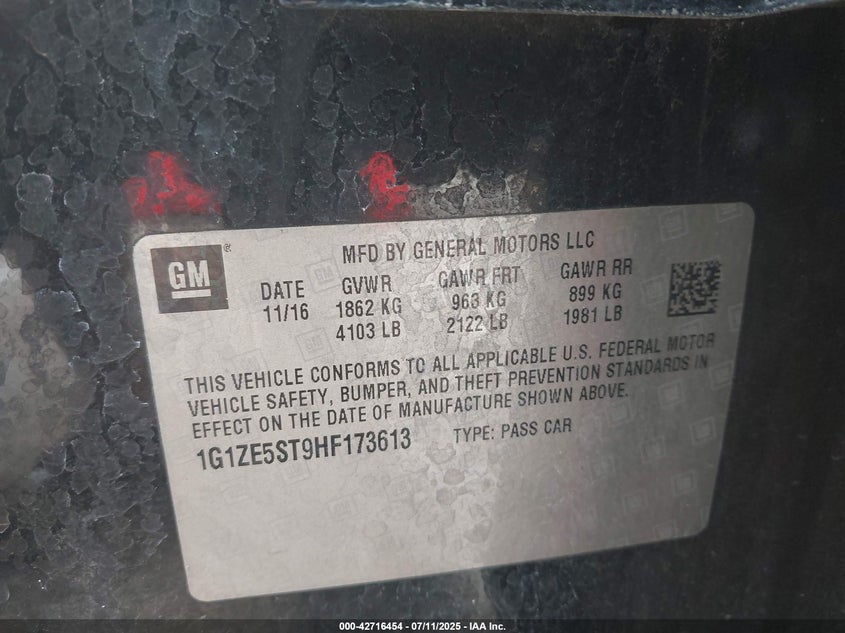 GM
®
MFD BY GENERAL MOTORS LLC
DATE GVWR GAWR FRT GAWR RR
11/16 1862 KG 963 KG 899 KG
4103 LB 2122 LB 1981 LB
THIS VEHICLE CONFORMS TO ALL APPLICABLE U.S. FEDERAL MOTOR
VEHICLE SAFETY, BUMPER, AND THEFT PREVENTION STANDARDS IN
EFFECT ON THE DATE OF MANUFACTURE SHOWN ABOVE.
1G1ZE5ST9HF173613 TYPE: PASS CAR
000-42716454 - 07/11/2025 - IAA Inc.